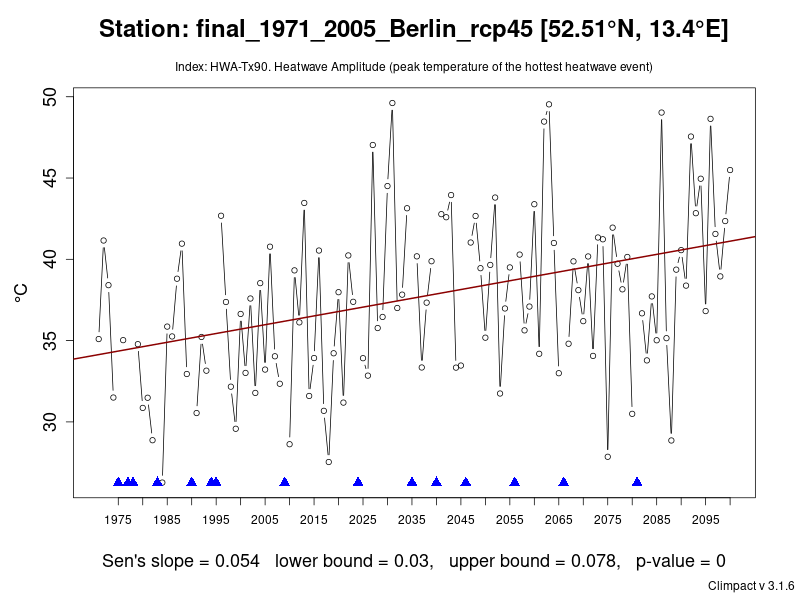 Station: final_1971_2005_Berlin_rcp45 [52.51°N, 13.4°E]
Index: HWA-Tx90. Heatwave Amplitude (peak temperature of the hottest heatwave event)
50
45
40
35
30
°C
1975 1985 1995 2005 2015 2025 2035 2045 2055 2065 2075 2085 2095
Sen's slope = 0.054 lower bound = 0.03, upper bound = 0.078, p-value = 0
Climpact v 3.1.6